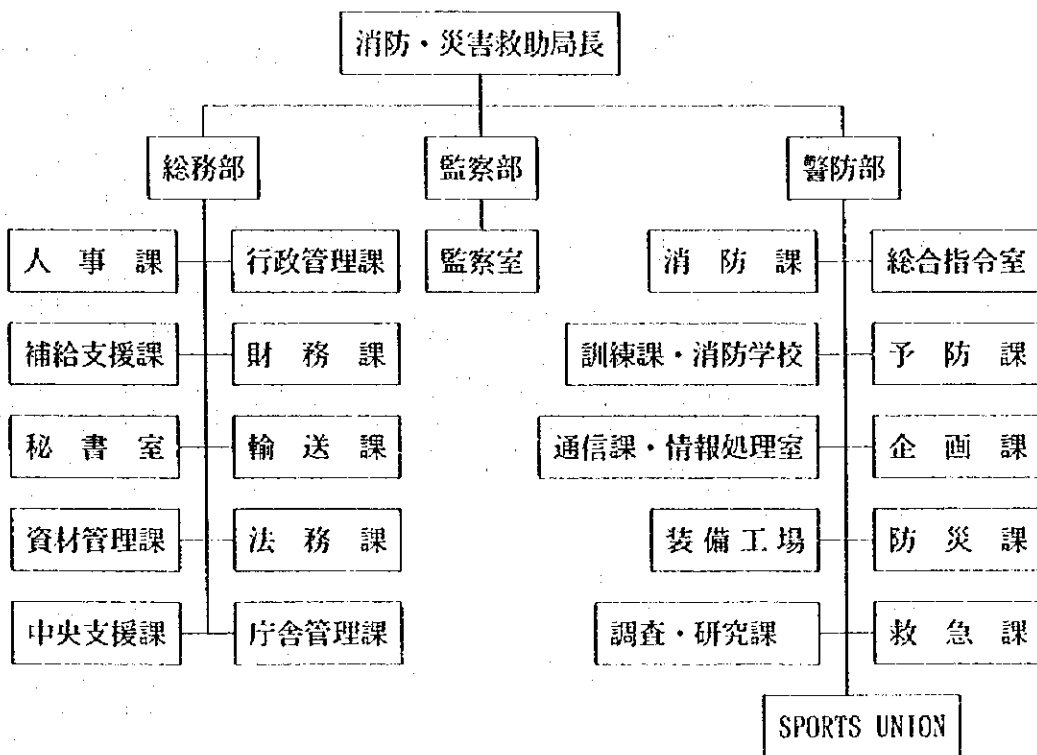 消防・災害救助局長
総務部 監察部 警防部
人事課 行政管理課 監察室 消防課 総合指令室
補給支援課 財務課 訓練課・消防学校 予防課
秘書室 輸送課 通信課・情報処理室 企画課
資材管理課 法務課 装備工場 防災課
中央支援課 庁舎管理課 調査・研究課 救急課
SPORTS UNION